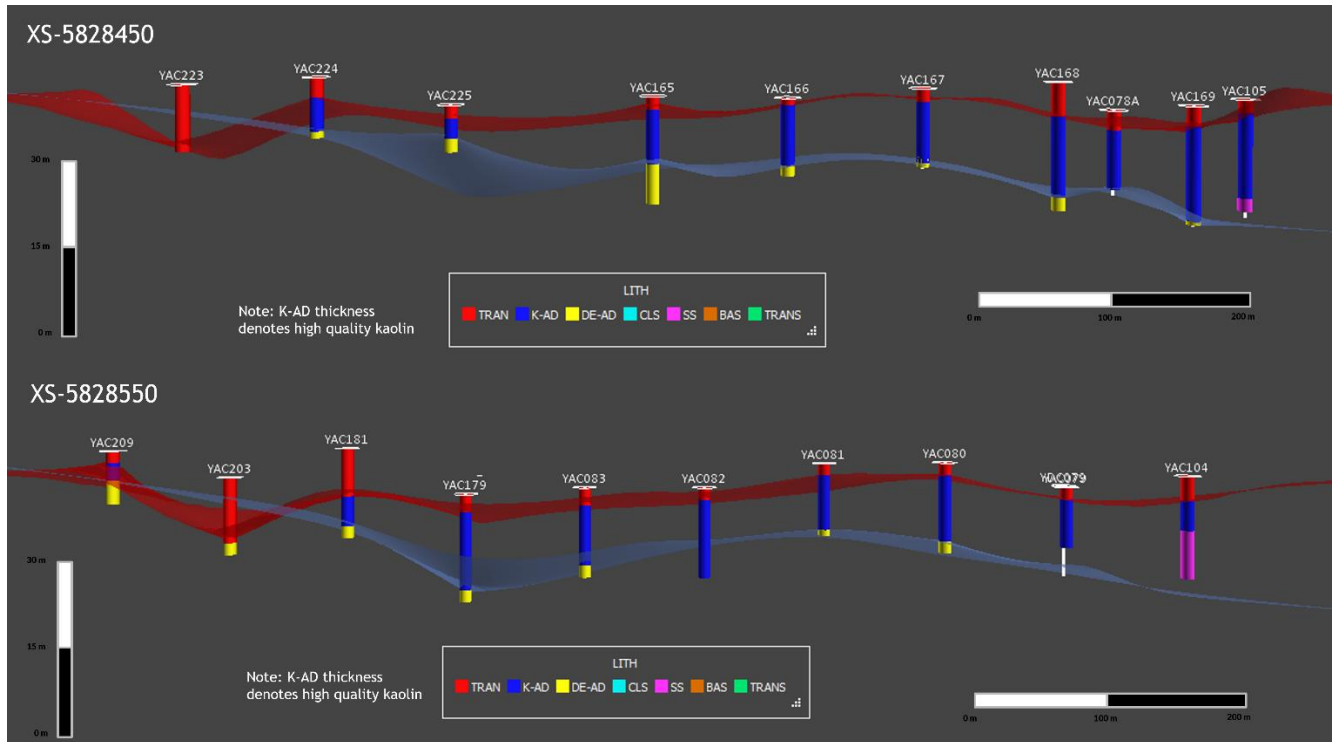 XS-5828450
YAC223
YAC224
YAC225
YAC165
YAC166
YAC167
YAC168
YAC078A
YAC169
YAC105
30 m
15 m
0 m
Note: K-AD thickness
denotes high quality kaolin
LITH
TRAN K-AD DE-AD CLS SS BAS TRANS
0 m 100 m 200 m
XS-5828550
YAC209
YAC203
YAC181
YAC179
YAC083
YAC082
YAC081
YAC080
YAC104
30 m
15 m
0 m
Note: K-AD thickness
denotes high quality kaolin
LITH
TRAN K-AD DE-AD CLS SS BAS TRANS
0 m 100 m 200 m